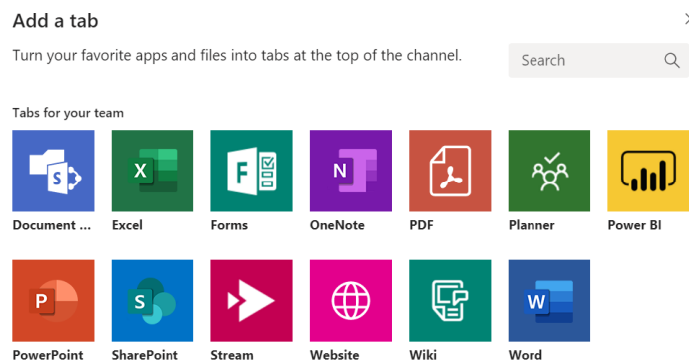 Add a tab
Turn your favorite apps and files into tabs at the top of the channel.
Search
Tabs for your team
Document ... Excel Forms OneNote PDF Planner Power BI
PowerPoint SharePoint Stream Website Wiki Word